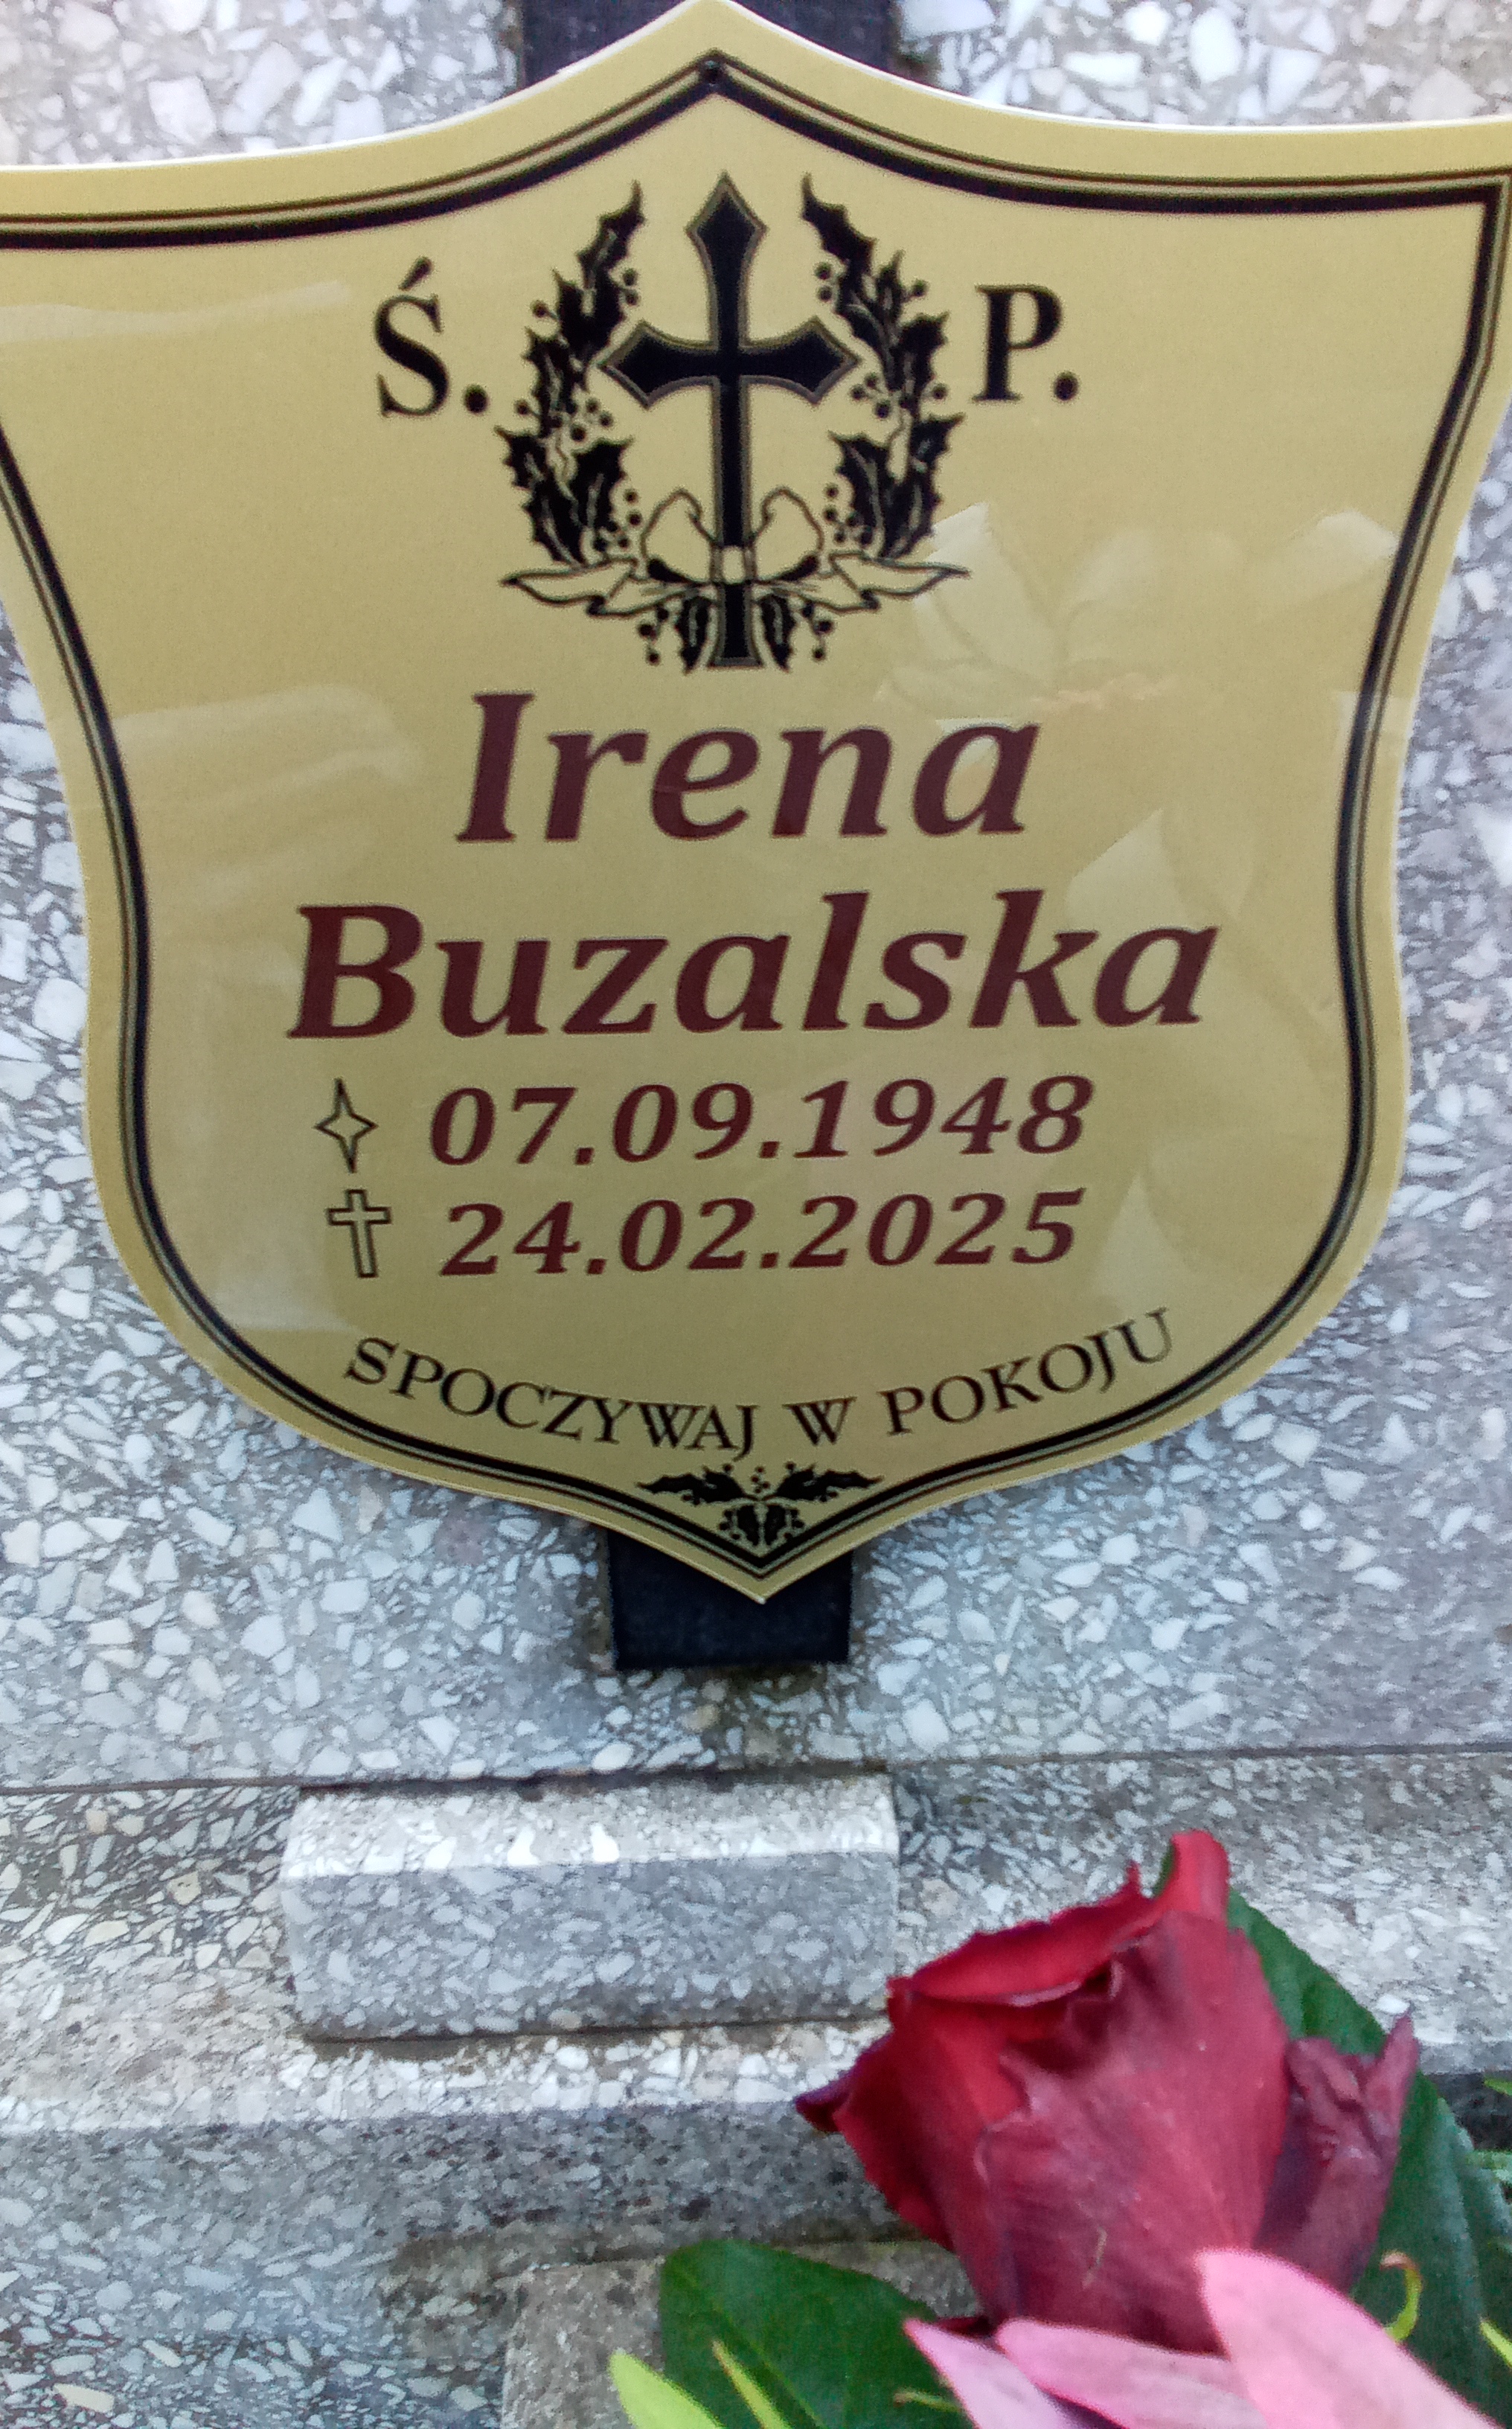 Ś. P.
Irena
Buzalska
07.09.1948
24.02.2025
SPOCZYWAJ W POKOJU